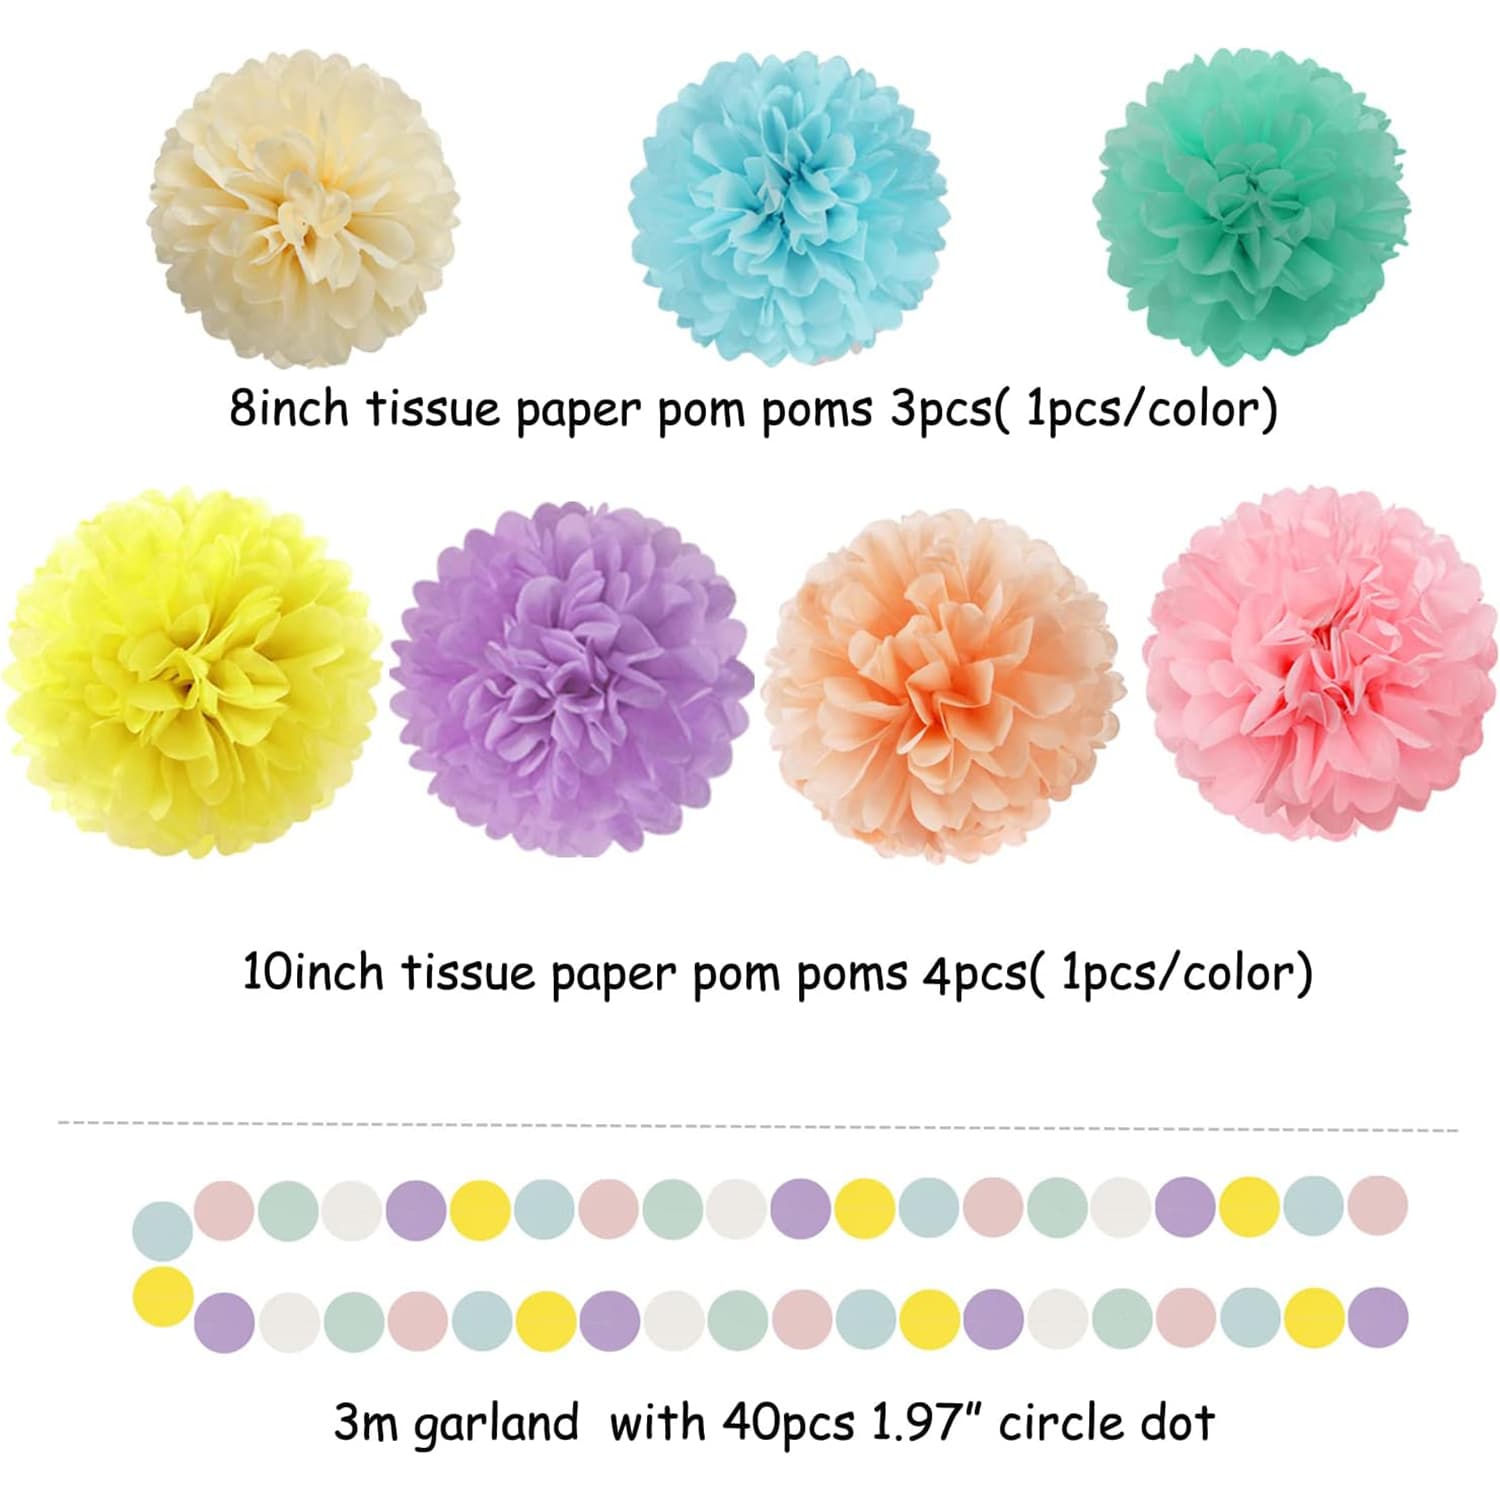 8inch tissue paper pom poms 3pcs( 1pcs/color)
10inch tissue paper pom poms 4pcs( 1pcs/color)
3m garland with 40pcs 1.97" circle dot